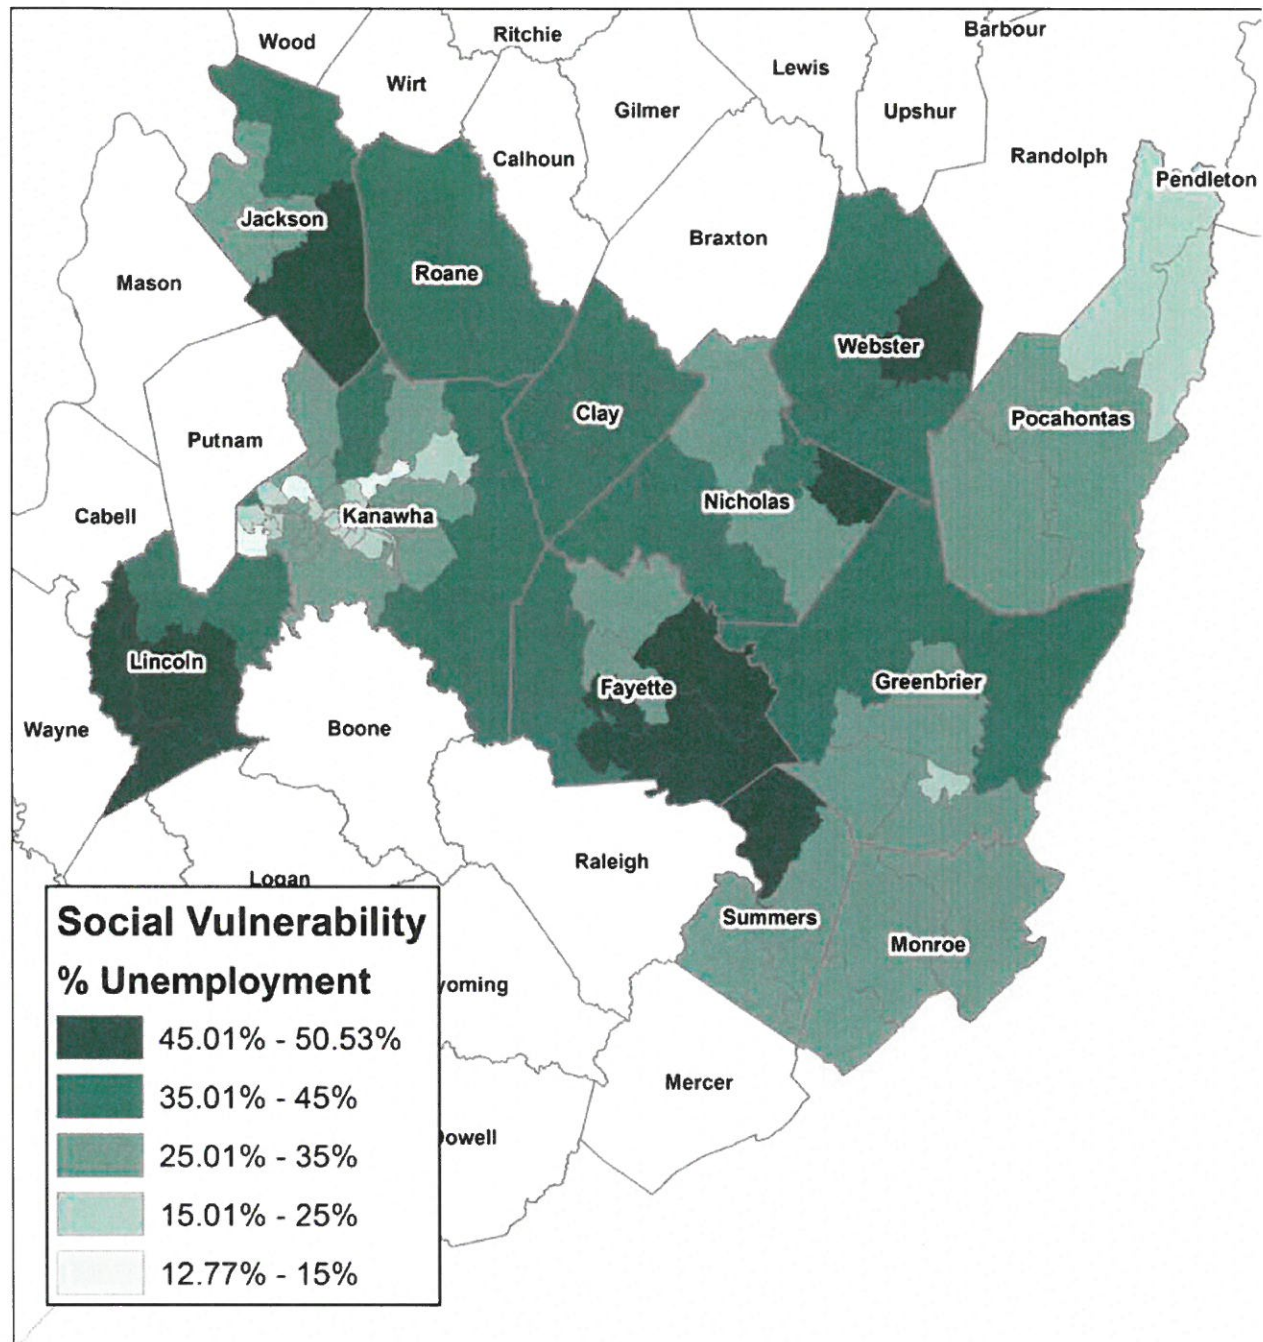 Wood
Ritchie
Barbour
Wirt
Lewis
Gilmer
Upshur
Calhoun
Randolph
Pendleton
Jackson
Braxton
Roane
Mason
Webster
Clay
Pocahontas
Putnam
Nicholas
Cabell
Kanawha
Lincoln
Greenbrier
Fayette
Wayne
Boone
Raleigh
Logan
Summers
Monroe
yoming
Mercer
Dowell
Social Vulnerability
% Unemployment
45.01% - 50.53%
35.01% - 45%
25.01% - 35%
15.01% - 25%
12.77% - 15%